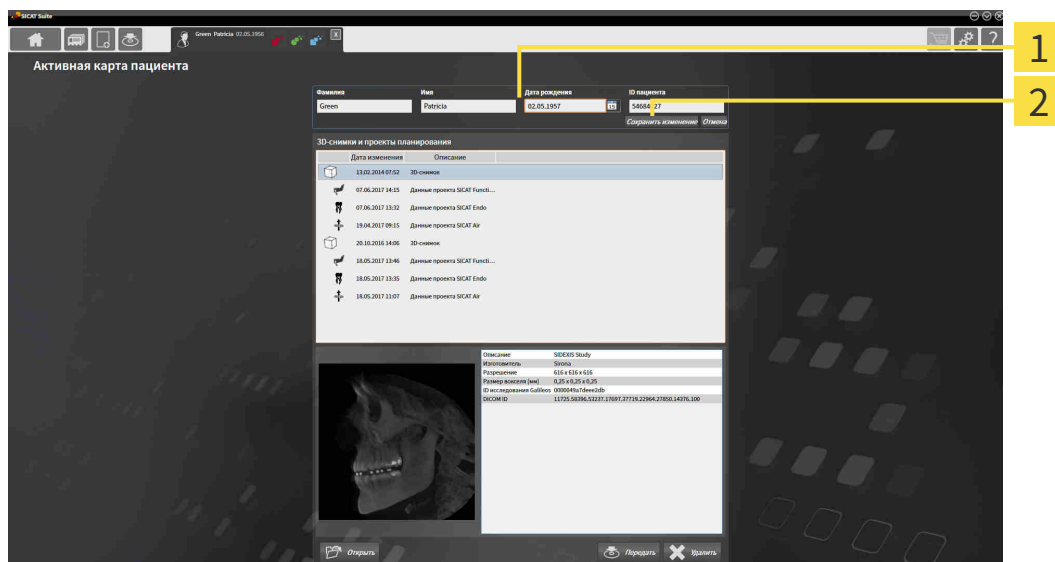 SICAT Suite
Green Patricia 02.05.1956
X
?
1
2
Активная карта пациента
Фамилия Имя Дата рождения ID пациента
Green Patricia 02.05.1957 15
Сохранить изменение Отмена
3D-снимки и проекты планирования
Дата изменения Описание
13.02.2014 07:52 3D-снимок
07.06.2017 14:15 Данные проекта SICAT Functi...
07.06.2017 13:32 Данные проекта SICAT Endo
19.04.2017 09:15 Данные проекта SICAT Air
20.10.2016 14:06 3D-снимок
18.05.2017 13:46 Данные проекта SICAT Functi...
18.05.2017 13:35 Данные проекта SICAT Endo
18.05.2017 11:07 Данные проекта SICAT Air
Описание SIDEXIS Study
Изготовитель Sirona
Разрешение 616 x 616 x 616
Размер вокселя [мм] 0,25 x 0,25 x 0,25
ID исследования Galileos 0000049a7deee2db
DICOM ID 11725.58396.53237.17697.37719.22964.27850.14376.100
Открыть Передать Удалить